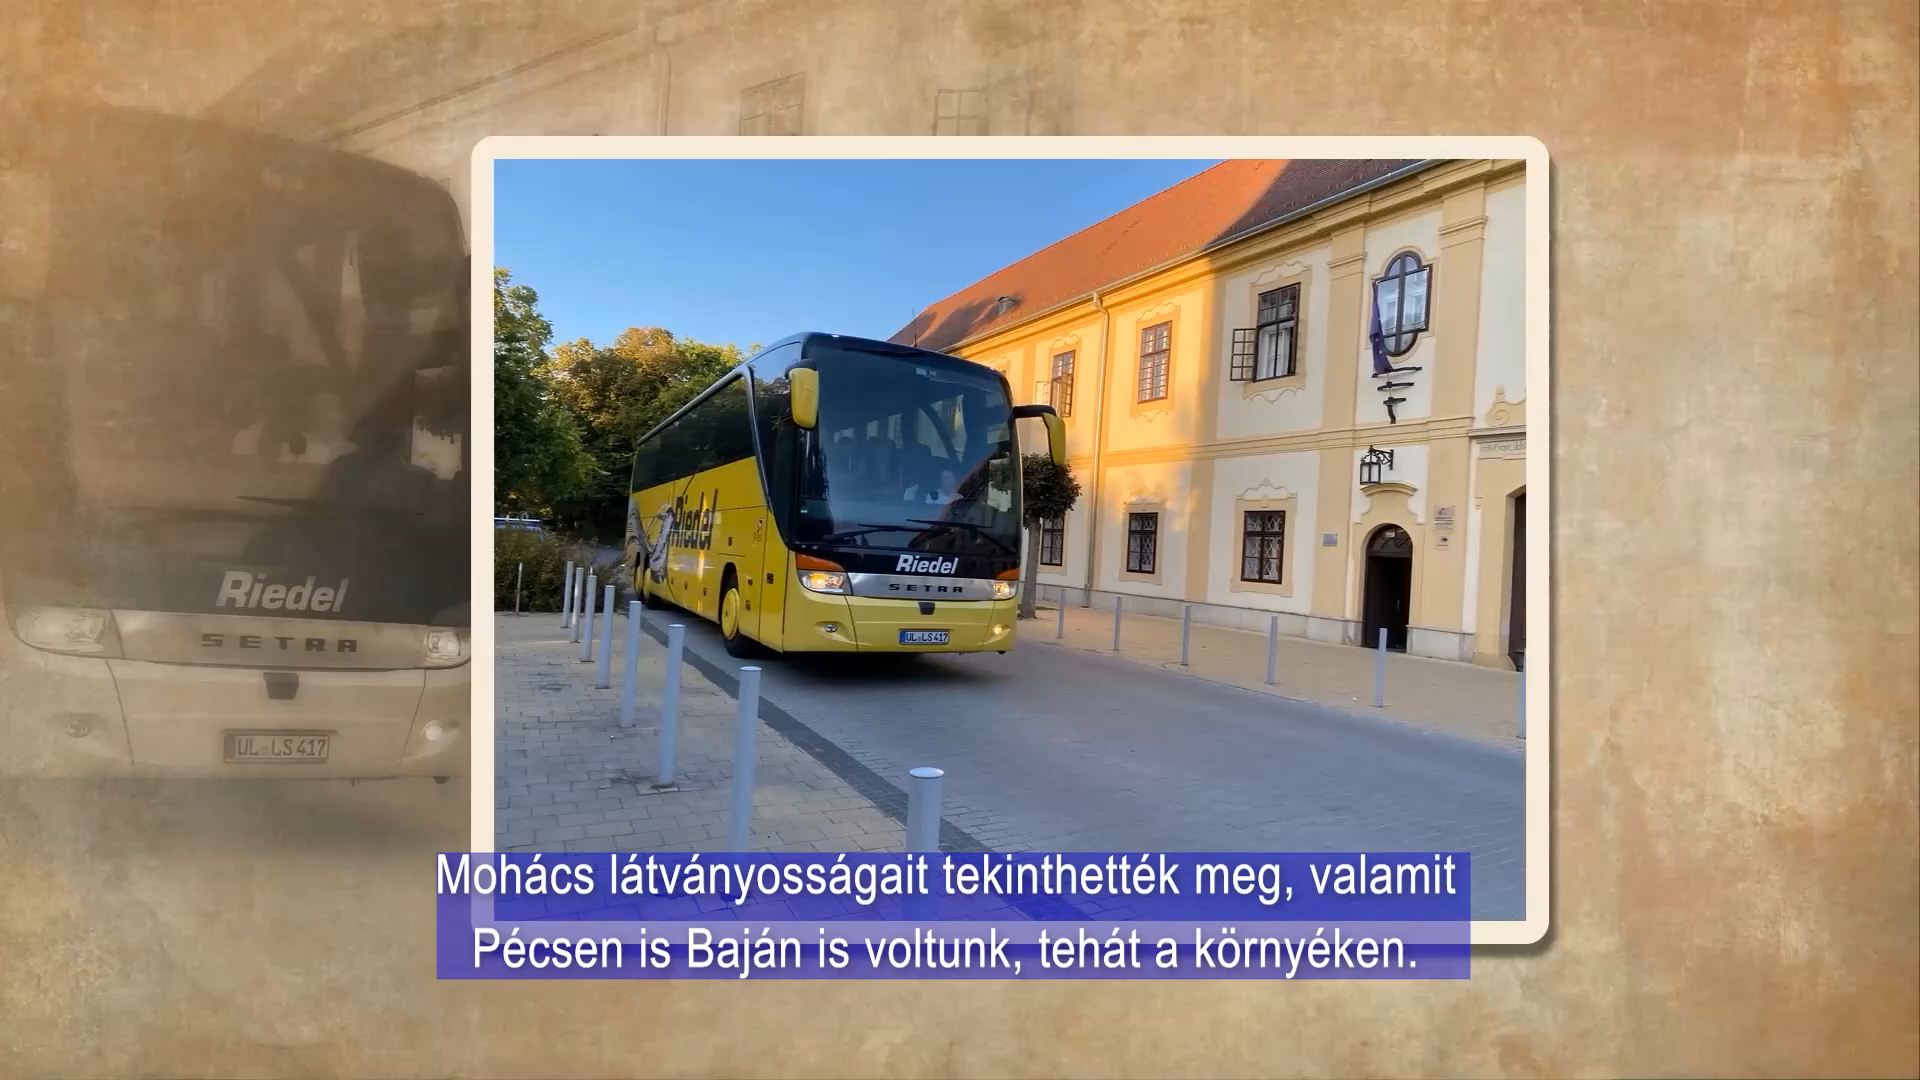 Riedel
Riedel
SETRA
UL LS 417
Riedel
SETRA
UL LS 417
Mohács látványosságait tekinthették meg, valamit
Pécsen is Baján is voltunk, tehát a környéken.